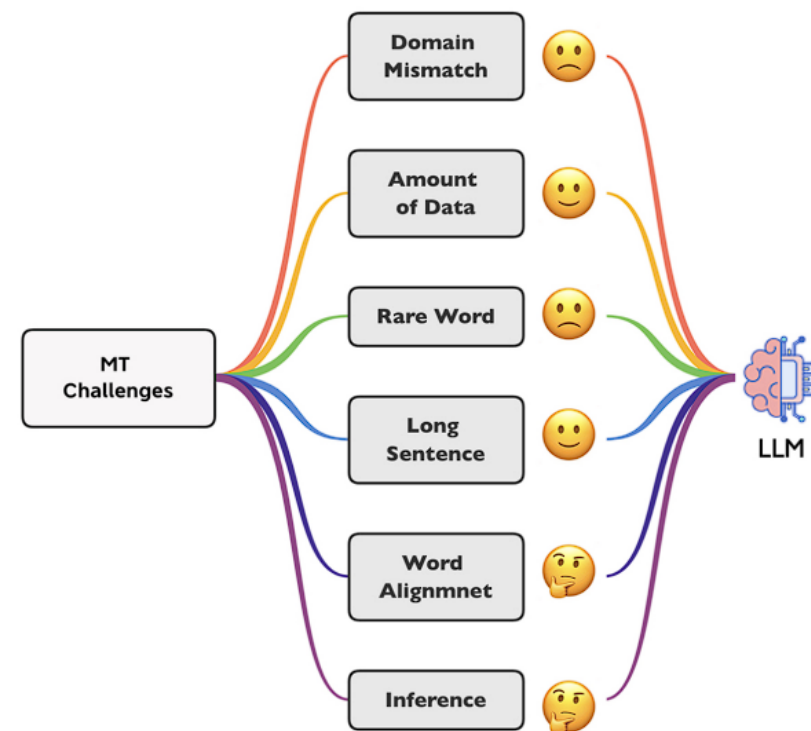 Domain
Mismatch
Amount
of Data
Rare Word
MT
Challenges
Long
Sentence
LLM
Word
Alignmnet
Inference